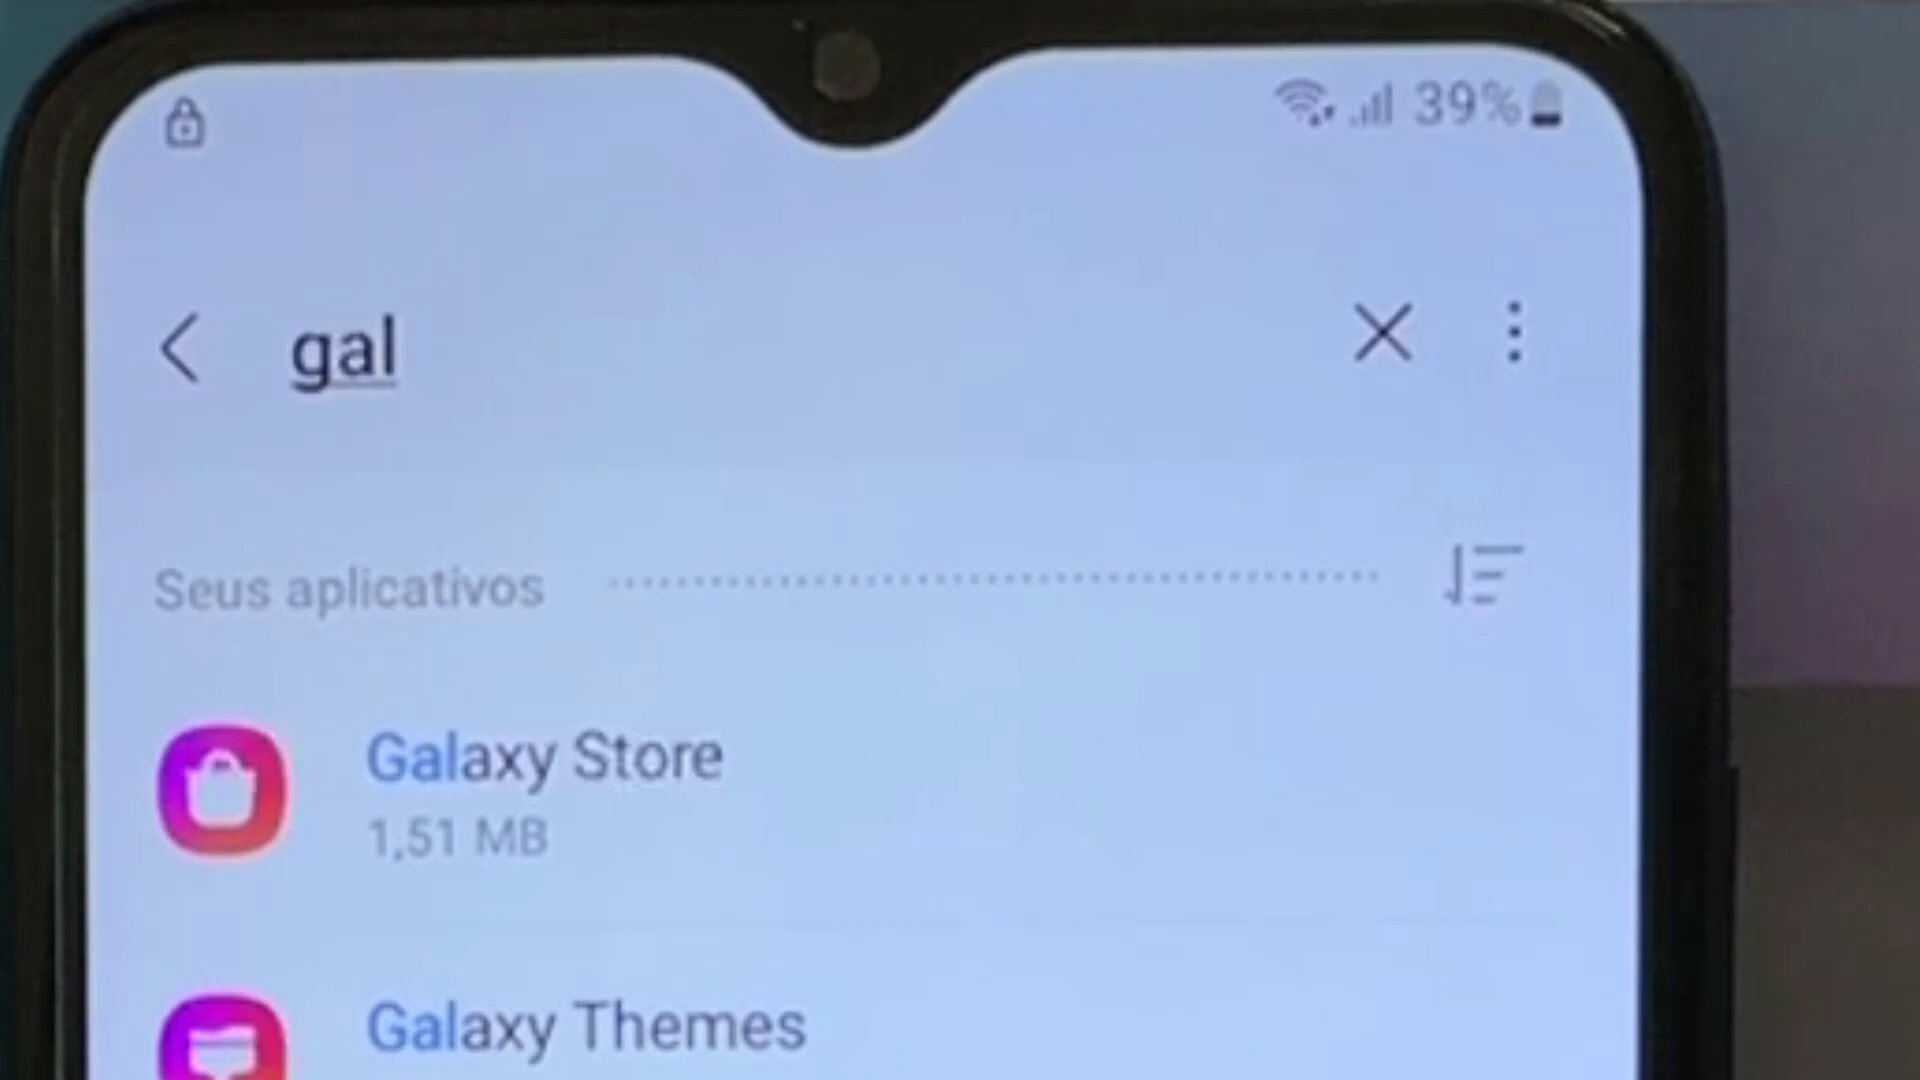 39%
gal
Seus aplicativos
Galaxy Store
1,51 MB
Galaxy Themes